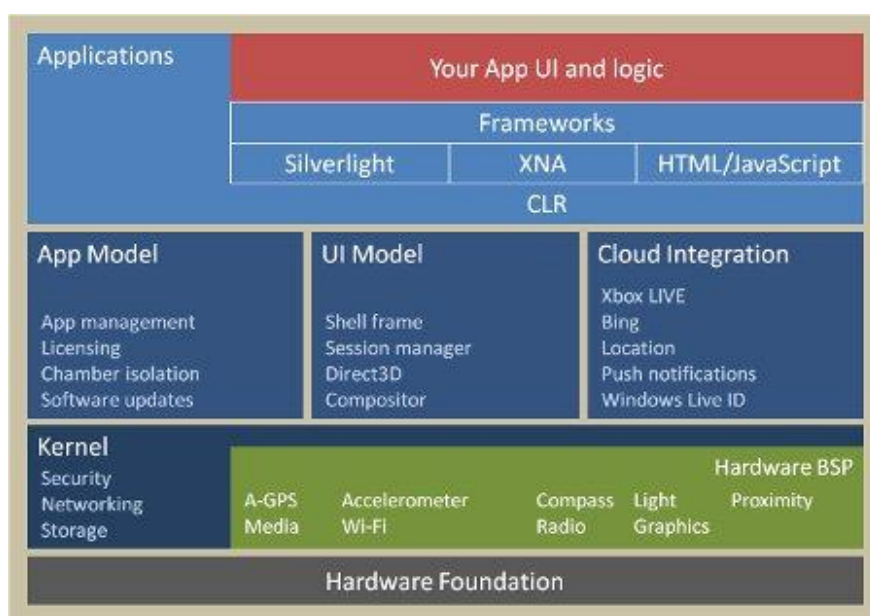 Applications
Your App UI and logic
Frameworks
Silverlight XNA HTML/JavaScript
CLR
App Model
App management
Licensing
Chamber isolation
Software updates
UI Model
Shell frame
Session manager
Direct3D
Compositor
Cloud Integration
Xbox LIVE
Bing
Location
Push notifications
Windows Live ID
Kernel
Security
Networking
Storage
Hardware BSP
A-GPS Accelerometer Compass Light Proximity
Media Wi-Fi Radio Graphics
Hardware Foundation